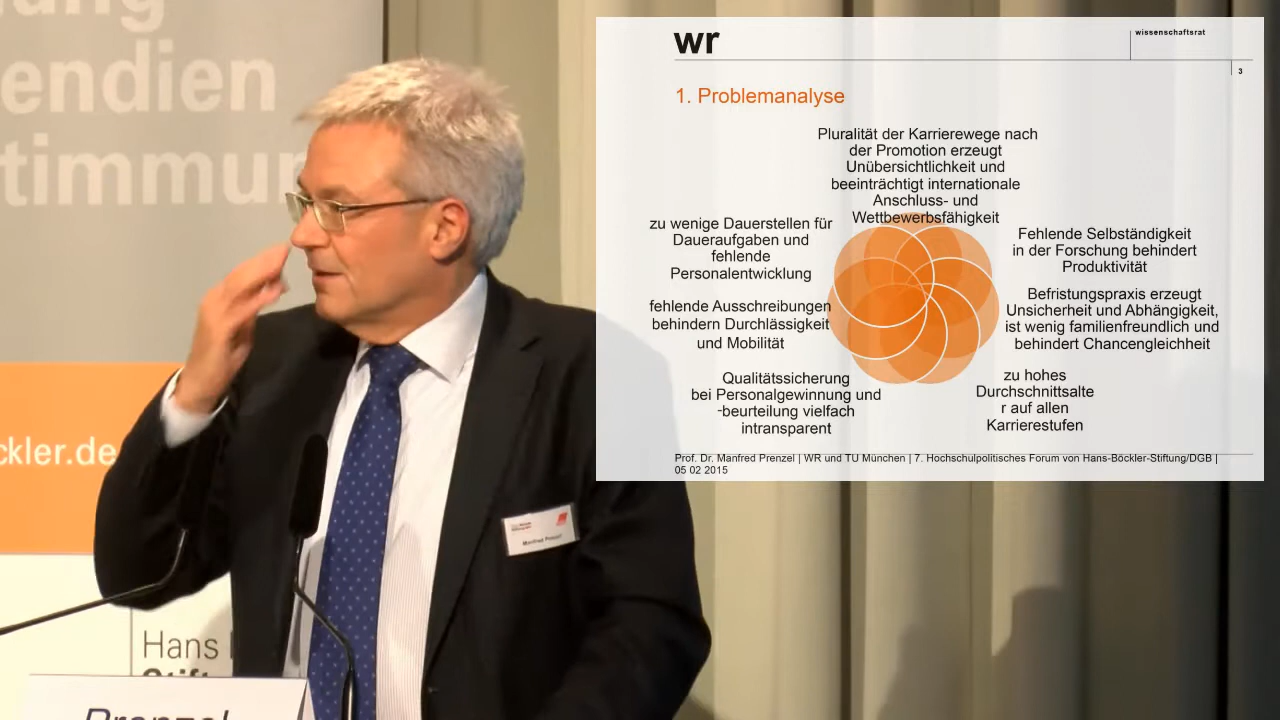 endien
ckler.de
Hans
Manfred Prenzel
Prenzel
wr
wissenschaftsrat
3
1. Problemanalyse
Pluralität der Karrierewege nach
der Promotion erzeugt
Unübersichtlichkeit und
beeinträchtigt internationale
Anschluss- und
Wettbewerbsfähigkeit
zu wenige Dauerstellen für
Daueraufgaben und
fehlende
Personalentwicklung
fehlende Ausschreibungen
behindern Durchlässigkeit
und Mobilität
Qualitätssicherung
bei Personalgewinnung und
-beurteilung vielfach
intransparent
Fehlende Selbständigkeit
in der Forschung behindert
Produktivität
Befristungspraxis erzeugt
Unsicherheit und Abhängigkeit,
ist wenig familienfreundlich und
behindert Chancengleichheit
zu hohes
Durchschnittsalte
r auf allen
Karrierestufen
Prof. Dr. Manfred Prenzel | WR und TU München | 7. Hochschulpolitisches Forum von Hans-Böckler-Stiftung/DGB |
05 02 2015